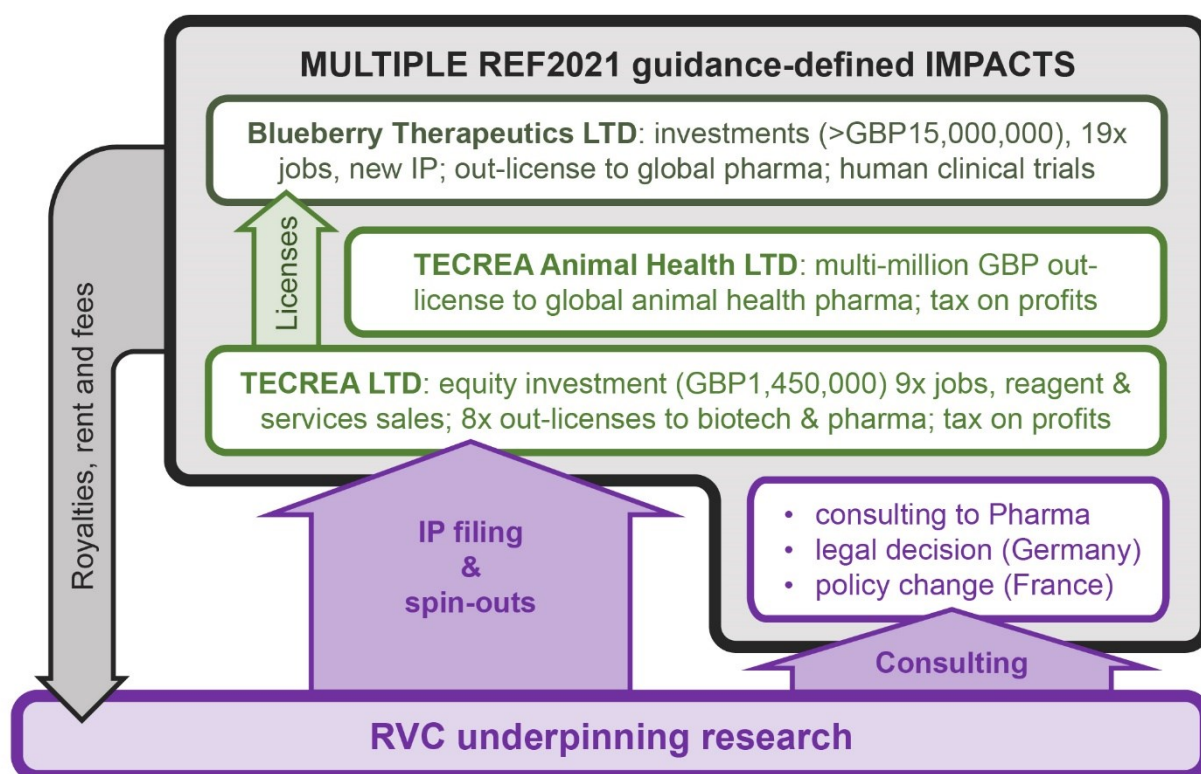 MULTIPLE REF2021 guidance-defined IMPACTS
Blueberry Therapeutics LTD: investments (>GBP15,000,000), 19x
jobs, new IP; out-license to global pharma; human clinical trials
Licenses
TECREA Animal Health LTD: multi-million GBP out-
license to global animal health pharma; tax on profits
TECREA LTD: equity investment (GBP1,450,000) 9x jobs, reagent &
services sales; 8x out-licenses to biotech & pharma; tax on profits
Royalties, rent and fees
IP filing
&
spin-outs
• consulting to Pharma
• legal decision (Germany)
• policy change (France)
Consulting
RVC underpinning research